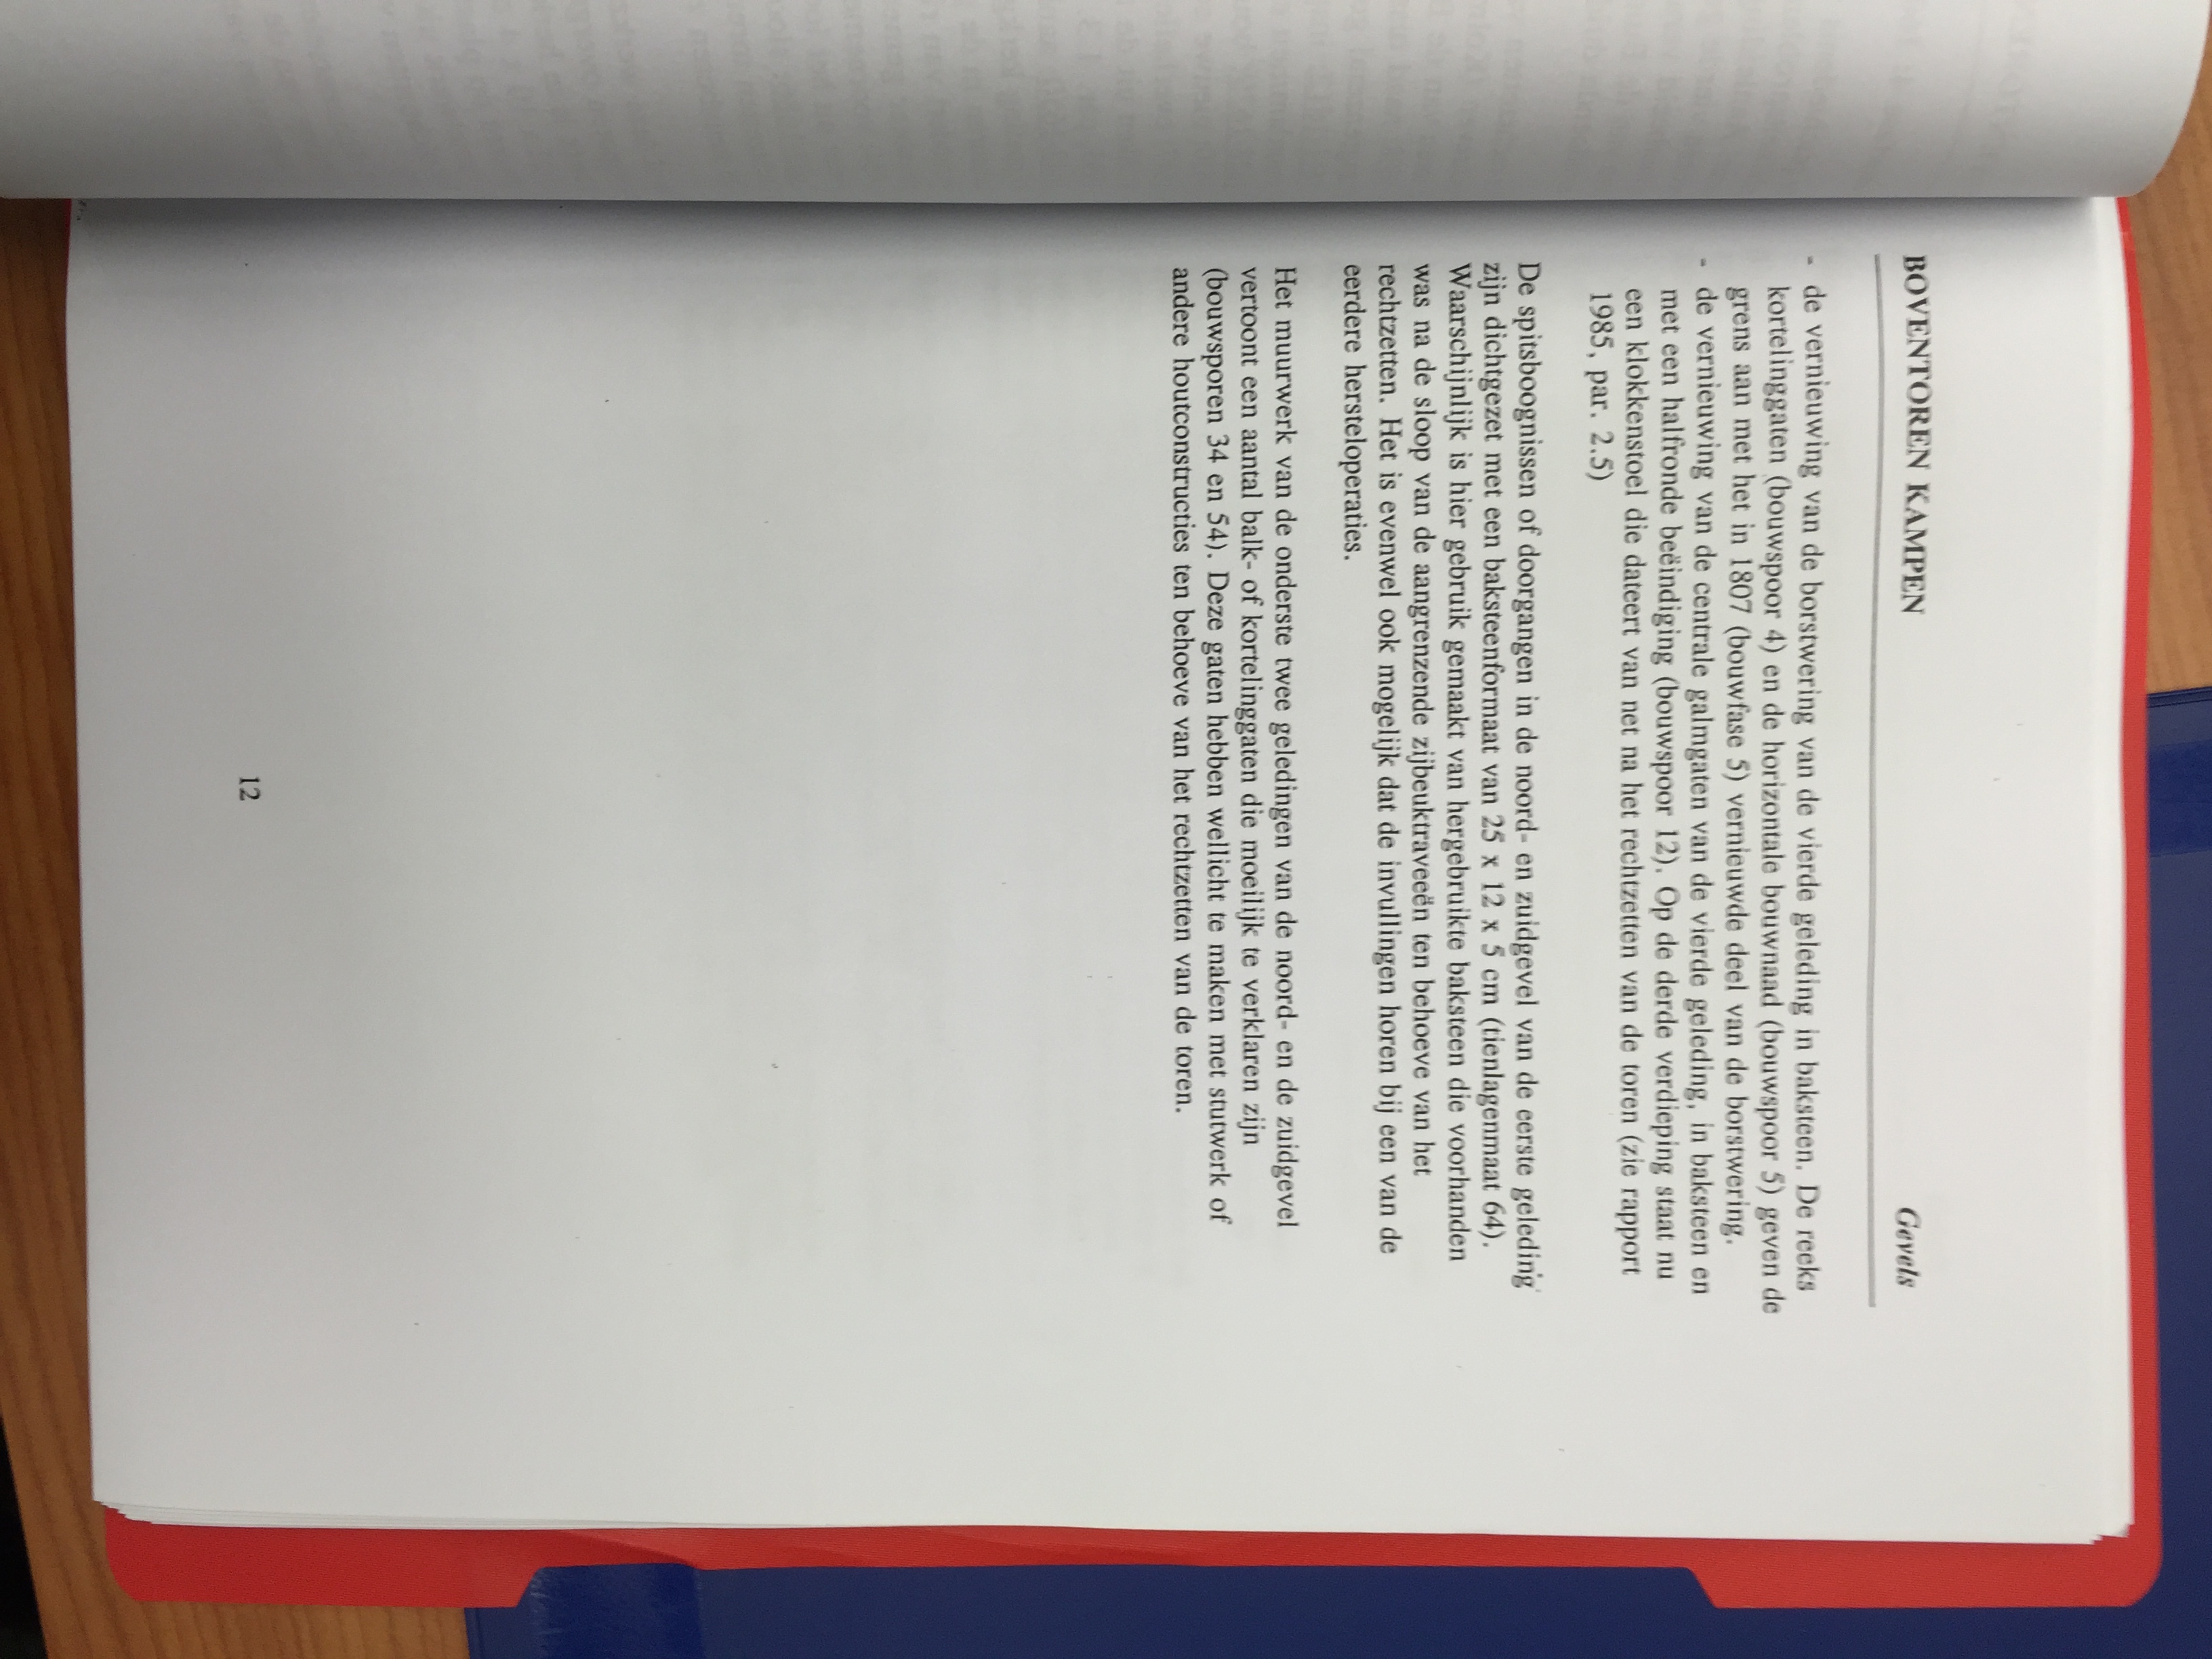 BOVENTOREN KAMPEN Gevels
- de vernieuwing van de borstwering van de vierde geleding in baksteen. De reeks
kortelinggaten (bouwspoor 4) en de horizontale bouwnaad (bouwspoor 5) geven de
grens aan met het in 1807 (bouwfase 5) vernieuwde deel van de borstwering.
- de vernieuwing van de centrale galmgaten van de vierde geleding, in baksteen en
met een halfronde beëindiging (bouwspoor 12). Op de derde verdieping staat nu
een klokkenstoel die dateert van net na het rechtzetten van de toren (zie rapport
1985, par. 2.5)
De spitsboognissen of doorgangen in de noord- en zuidgevel van de eerste geleding
zijn dichtgezet met een baksteenformaat van 25 x 12 x 5 cm (tienlagenmaat 64).
Waarschijnlijk is hier gebruik gemaakt van hergebruikte baksteen die voorhanden
was na de sloop van de aangrenzende zijbeuktraveeën ten behoeve van het
rechtzetten. Het is evenwel ook mogelijk dat de invullingen horen bij een van de
eerdere hersteloperaties.
Het muurwerk van de onderste twee geledingen van de noord- en de zuidgevel
vertoont een aantal balk- of kortelinggaten die moeilijk te verklaren zijn
(bouwsporen 34 en 54). Deze gaten hebben wellicht te maken met stutwerk of
andere houtconstructies ten behoeve van het rechtzetten van de toren.
12